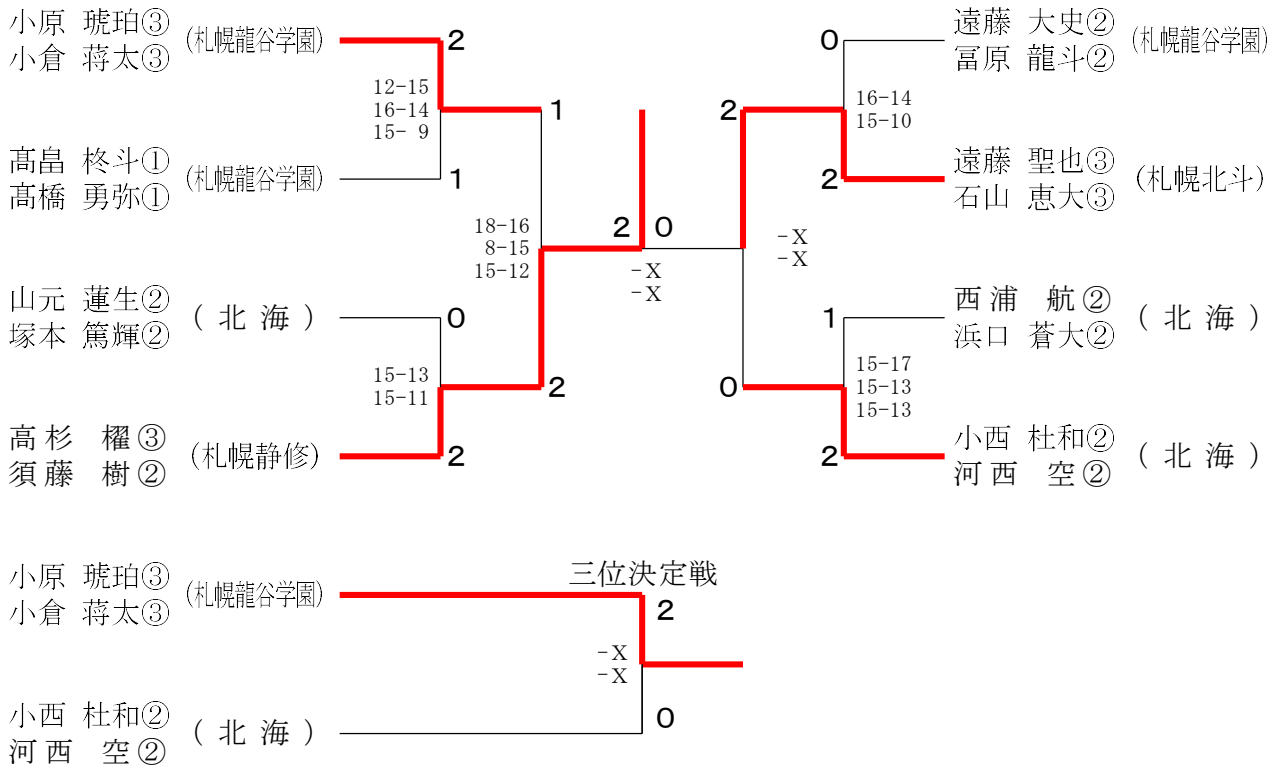 小原 琥珀③
小倉 蒋太③
(札幌龍谷学園)
2
12-15
16-14
15- 9
1
髙畠 柊斗①
髙橋 勇弥①
(札幌龍谷学園)
1
18-16
8-15
15-12
山元 蓮生②
塚本 篤輝②
( 北 海 )
0
15-13
15-11
2
高杉 櫂③
須藤 樹②
(札幌静修)
2
2 0
-X
-X
遠藤 大史②
冨原 龍斗②
(札幌龍谷学園)
0
16-14
15-10
2
遠藤 聖也③
石山 恵大③
(札幌北斗)
2
-X
-X
西浦 航②
浜口 蒼大②
( 北 海 )
1
15-17
15-13
15-13
0
小西 杜和②
河西 空②
( 北 海 )
2
三位決定戦
小原 琥珀③
小倉 蒋太③
(札幌龍谷学園)
2
-X
-X
小西 杜和②
河西 空②
( 北 海 )
0